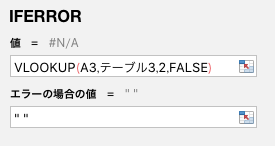 IFERROR
値 = #N/A
VLOOKUP(A3,テーブル3,2,FALSE)
エラーの場合の値 = " "
" "